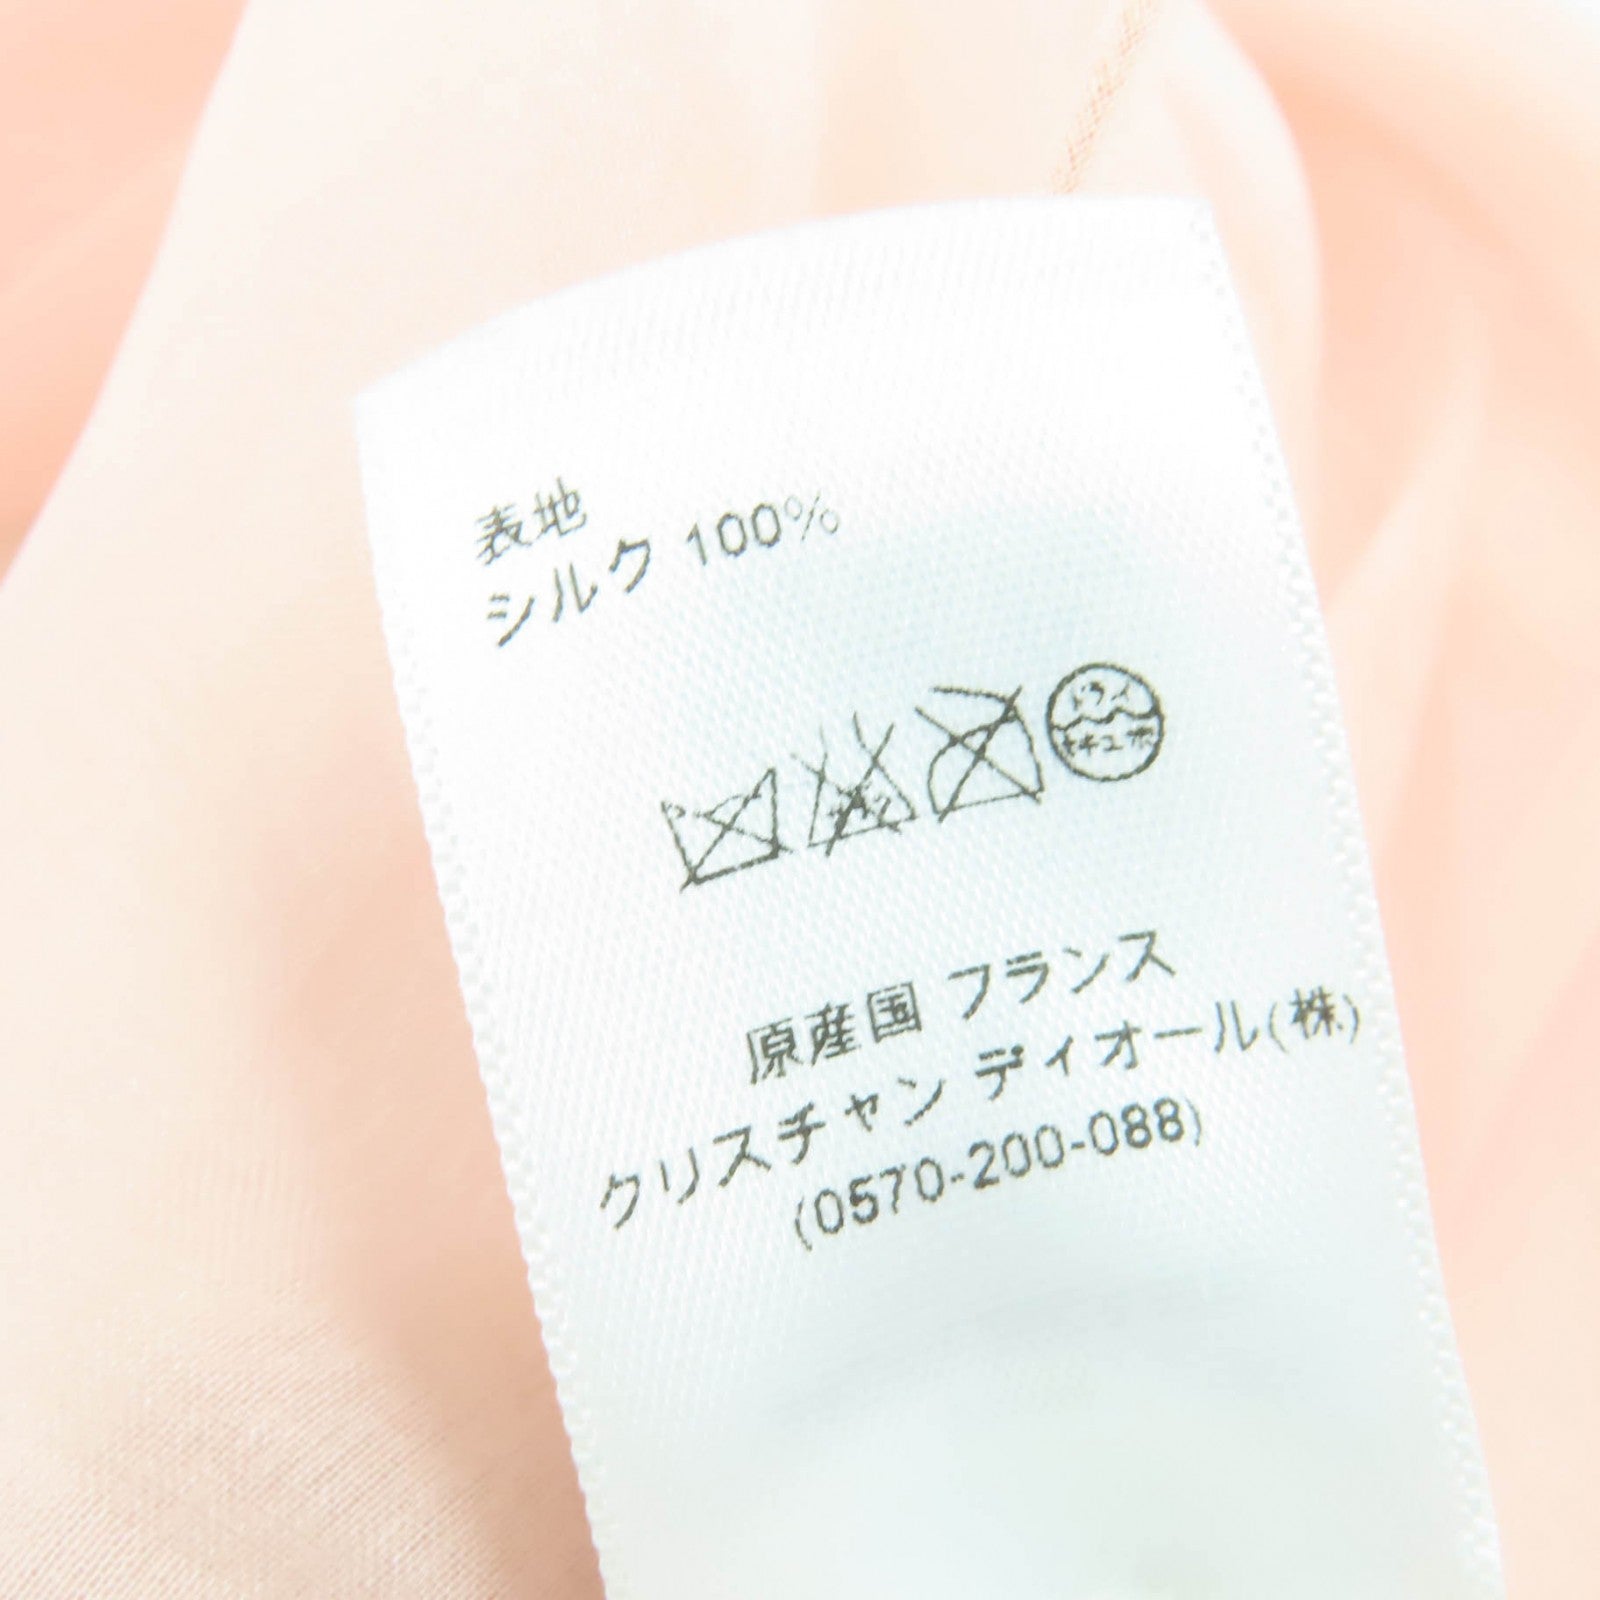 表地
シルク 100%
原産国 フランス
クリスチャン ディオール(株)
(0570-200-088)